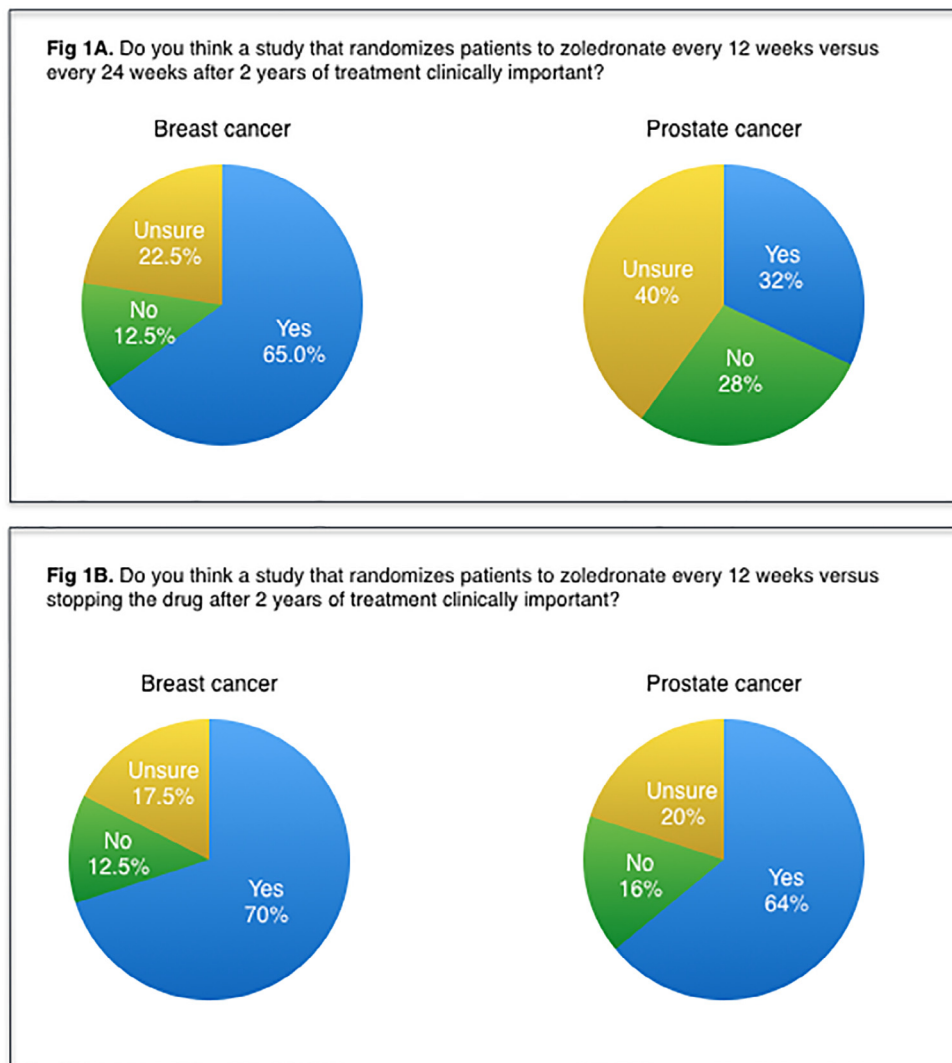 Fig 1A. Do you think a study that randomizes patients to zoledronate every 12 weeks versus
every 24 weeks after 2 years of treatment clinically important?
Breast cancer
Prostate cancer
Unsure
22.5%
No
12.5%
Yes
65.0%
Unsure
40%
Yes
32%
No
28%
Fig 1B. Do you think a study that randomizes patients to zoledronate every 12 weeks versus
stopping the drug after 2 years of treatment clinically important?
Breast cancer
Prostate cancer
Unsure
17.5%
No
12.5%
Yes
70%
Unsure
20%
No
16%
Yes
64%